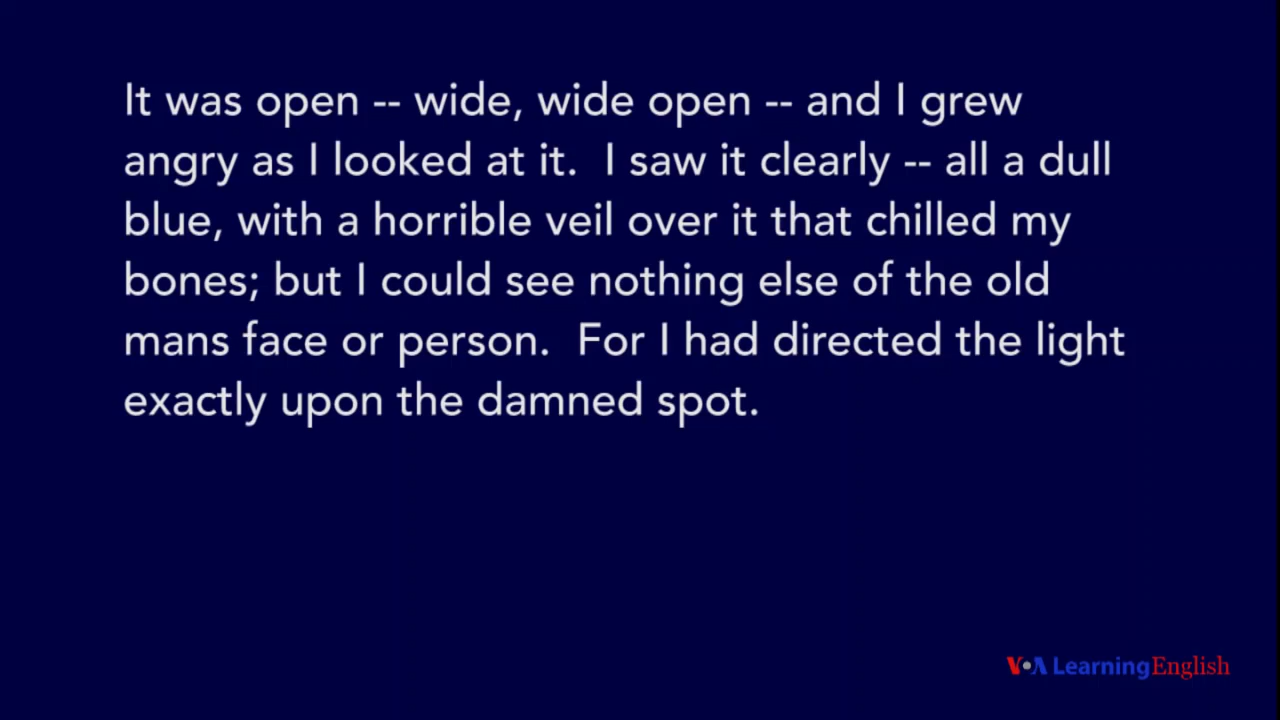 It was open -- wide, wide open -- and I grew
angry as I looked at it.  I saw it clearly -- all a dull
blue, with a horrible veil over it that chilled my
bones; but I could see nothing else of the old
mans face or person.  For I had directed the light
exactly upon the damned spot.
VOA Learning English